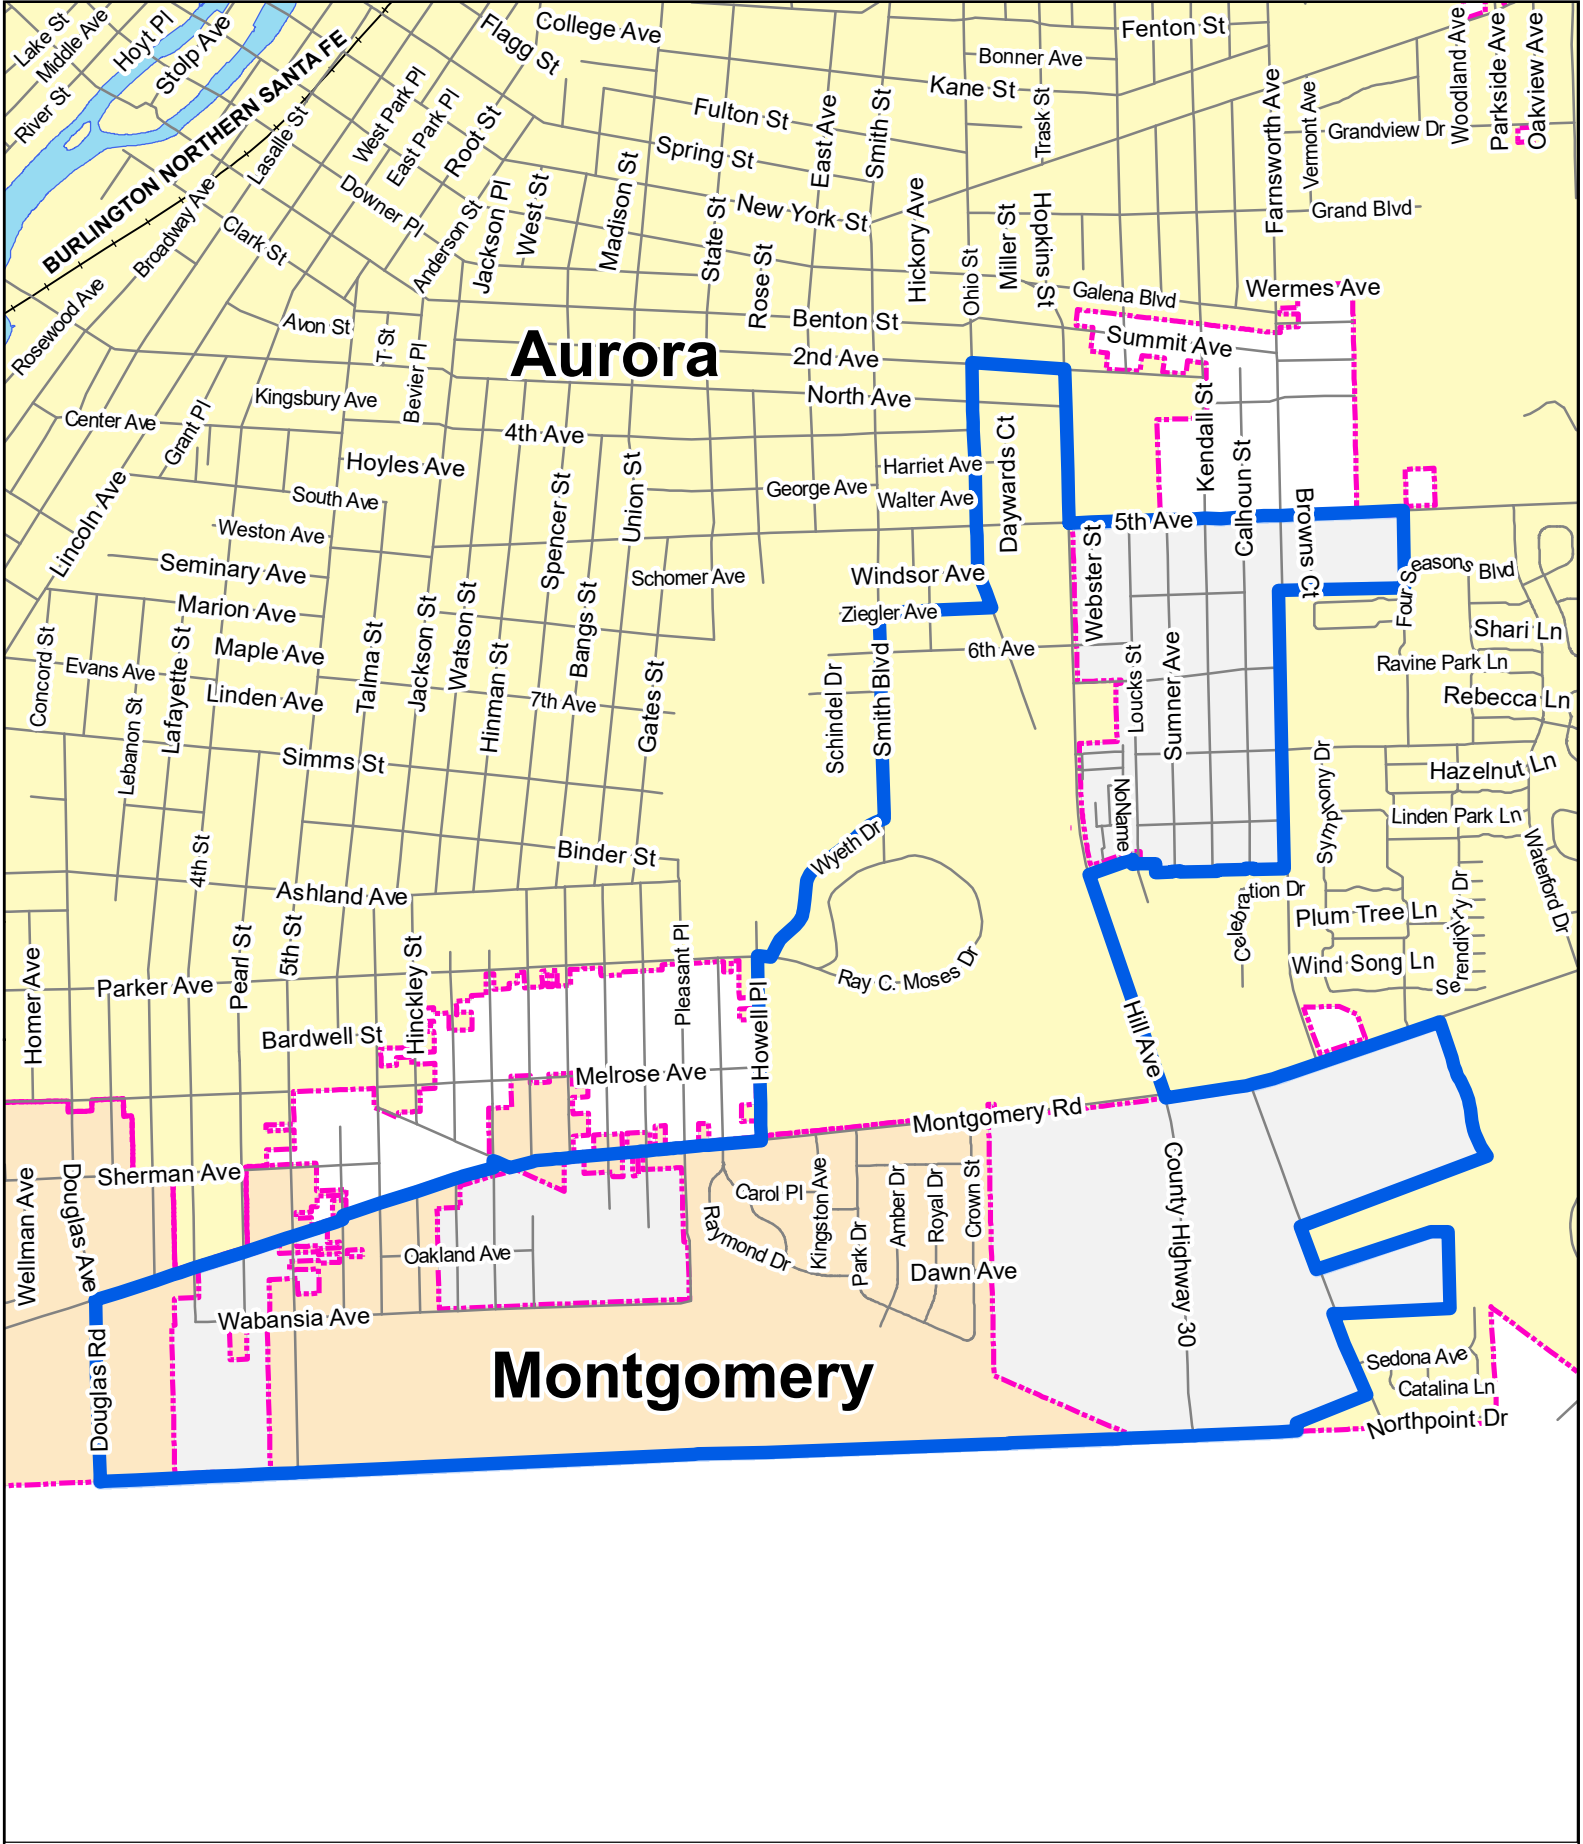 Lake St
Middle Ave
Hoyt Pl
Stolp Ave
River St
BURLINGTON NORTHERN SANTA FE
Flagg St
College Ave
Fenton St
Bonner Ave
Kane St
Woodland Ave
Parkside Ave
Oakview Ave
Lasalle St
West Park Pl
East Park Pl
Root St
Fulton St
Spring St
East Ave
Smith St
Trask St
Farnsworth Ave
Vermont Ave
Grandview Dr
Grand Blvd
Broadway Ave
Clark St
Downer Pl
Anderson St
Jackson Pl
West St
Madison St
State St
New York St
Rose St
Hickory Ave
Ohio St
Miller St
Hopkins St
Galena Blvd
Wermes Ave
Rosewood Ave
Avon St
T St
Bevier Pl
Aurora
Benton St
2nd Ave
Summit Ave
North Ave
Kingsbury Ave
Center Ave
Grant Pl
4th Ave
Daywards Ct
Kendall St
Calhoun St
Hoyles Ave
South Ave
Lincoln Ave
Weston Ave
Spencer St
Union St
George Ave
Harriet Ave
Walter Ave
5th Ave
Browns Ct
Webster St
Seminary Ave
Marion Ave
Schomer Ave
Windsor Ave
Ziegler Ave
Four Seasons Blvd
Shari Ln
Concord St
Evans Ave
Lafayette St
Maple Ave
Linden Ave
Talma St
Jackson St
Watson St
Hinman St
Bangs St
7th Ave
Gates St
6th Ave
Schindel Dr
Smith Blvd
Loucks St
Sumner Ave
Ravine Park Ln
Rebecca Ln
Lebanon St
Simms St
NoName
Symphony Dr
Hazelnut Ln
Linden Park Ln
Waterford Dr
4th St
Binder St
Wyeth Dr
Ashland Ave
Celebration Dr
Plum Tree Ln
Serendipity Dr
Wind Song Ln
Homer Ave
Pearl St
5th St
Hinckley St
Pleasant Pl
Ray C. Moses Dr
Parker Ave
Bardwell St
Howell Pl
Hill Ave
Melrose Ave
Montgomery Rd
Wellman Ave
Douglas Ave
Sherman Ave
Carol Pl
Raymond Dr
Kingston Ave
Park Dr
Amber Dr
Royal Dr
Crown St
County Highway 30
Oakland Ave
Dawn Ave
Wabansia Ave
Douglas Rd
Montgomery
Sedona Ave
Catalina Ln
Northpoint Dr